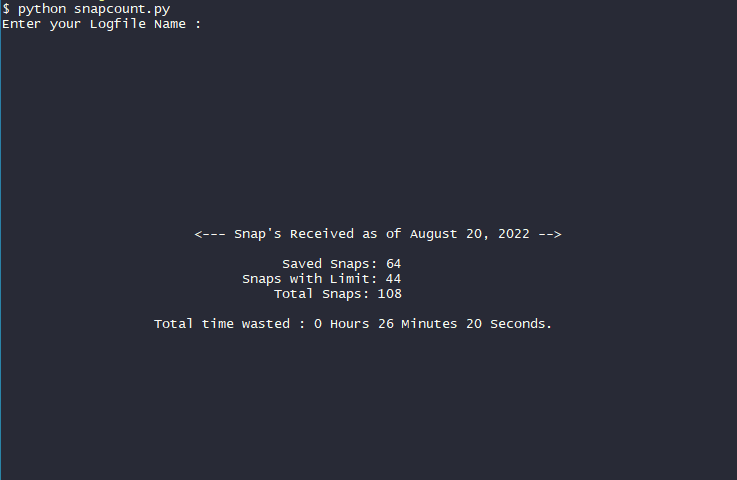 $ python snapcount.py
Enter your Logfile Name :
<--- Snap's Received as of August 20, 2022 -->
Saved Snaps: 64
Snaps with Limit: 44
Total Snaps: 108
Total time wasted : 0 Hours 26 Minutes 20 Seconds.